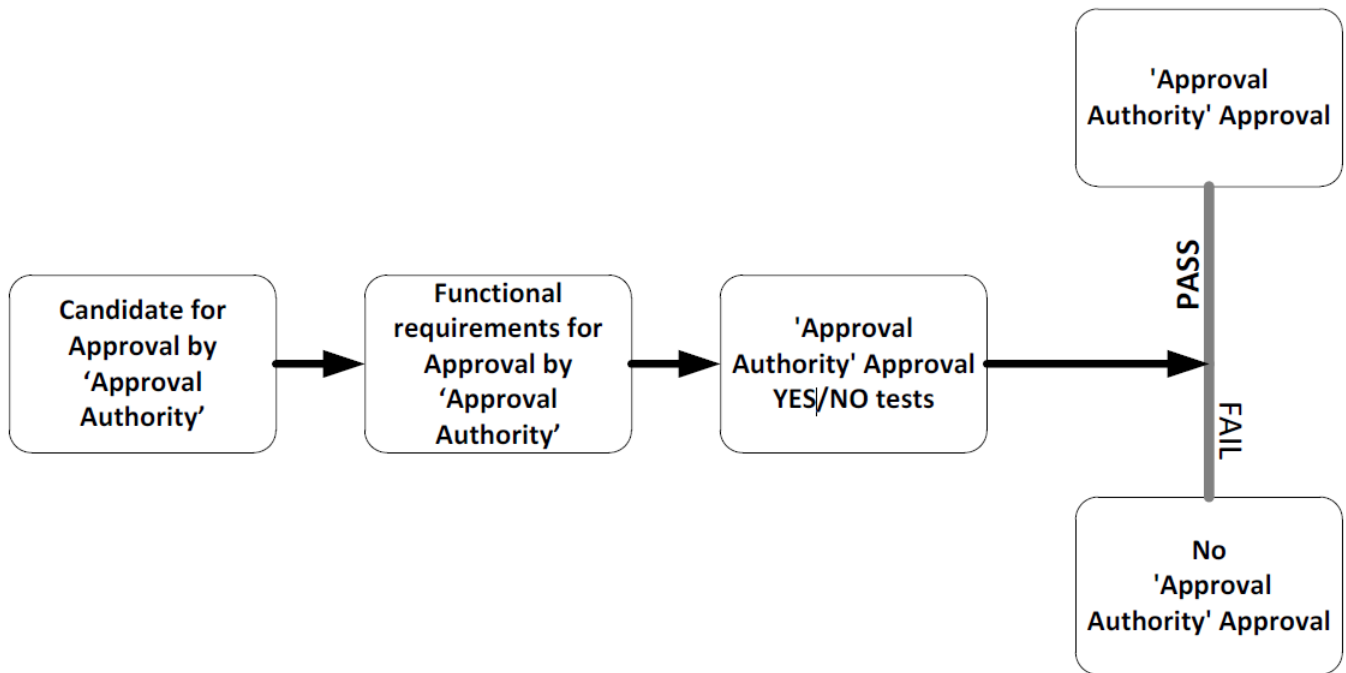 'Approval
Authority' Approval
PASS
Candidate for
Approval by
‘Approval
Authority’
Functional
requirements for
Approval by
‘Approval
Authority’
'Approval
Authority' Approval
YES/NO tests
FAIL
No
'Approval
Authority' Approval